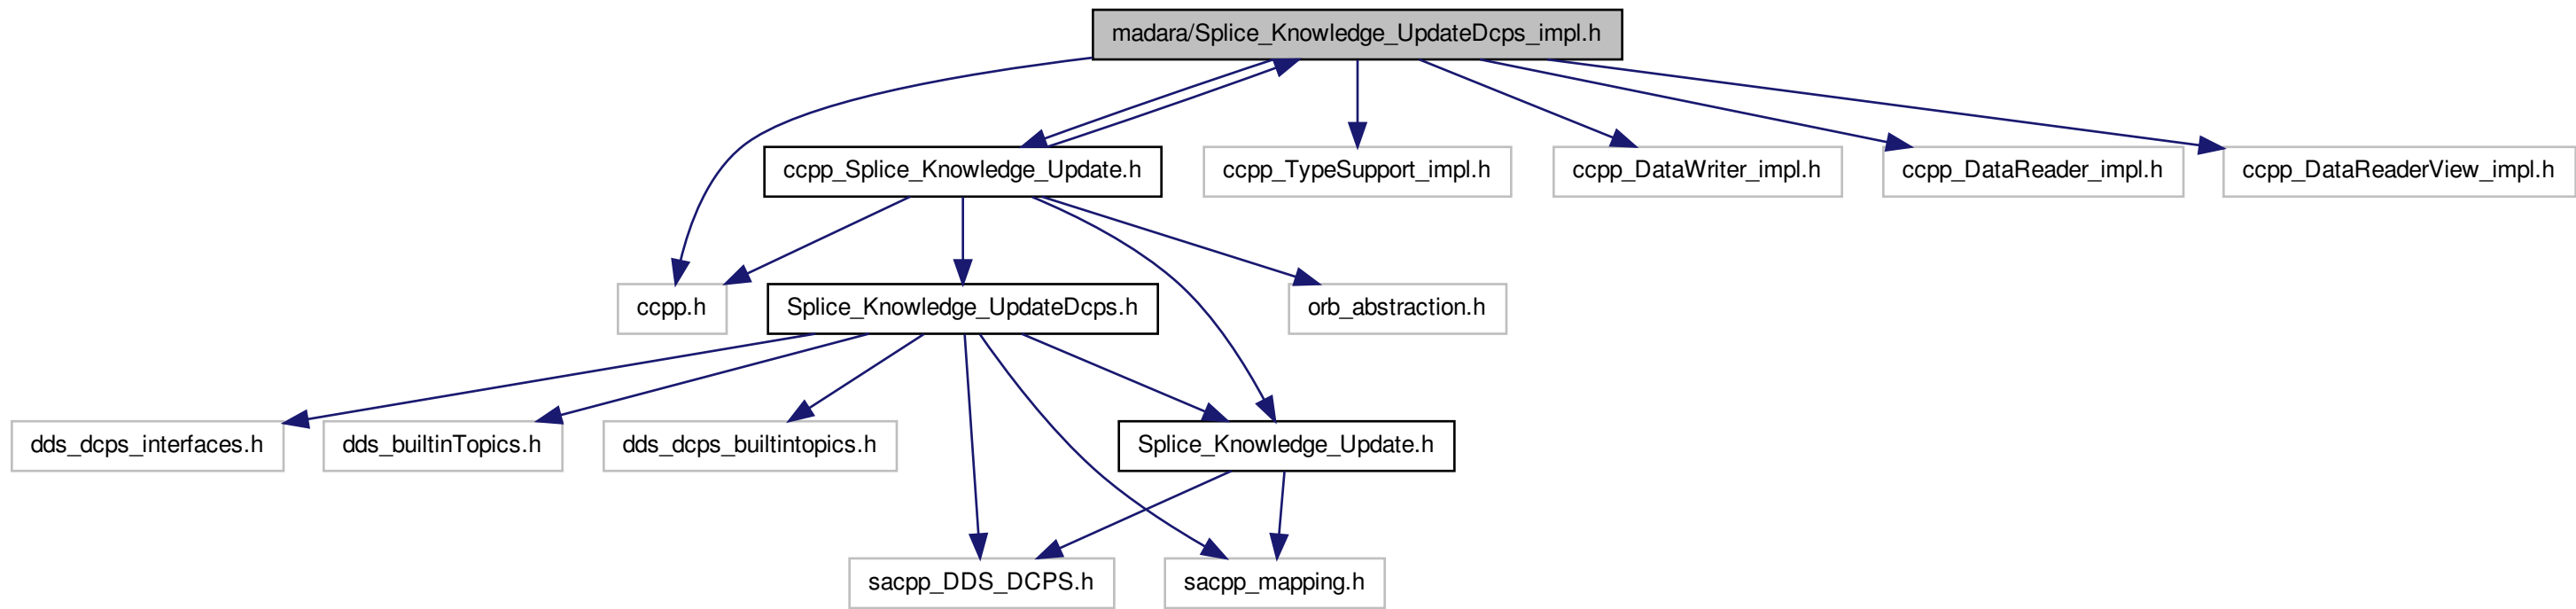 madara/Splice_Knowledge_UpdateDcps_impl.h
ccpp_Splice_Knowledge_Update.h
ccpp_TypeSupport_impl.h
ccpp_DataWriter_impl.h
ccpp_DataReader_impl.h
ccpp_DataReaderView_impl.h
ccpp.h
Splice_Knowledge_UpdateDcps.h
orb_abstraction.h
dds_dcps_interfaces.h
dds_builtinTopics.h
dds_dcps_builtintopics.h
Splice_Knowledge_Update.h
sacpp_DDS_DCPS.h
sacpp_mapping.h